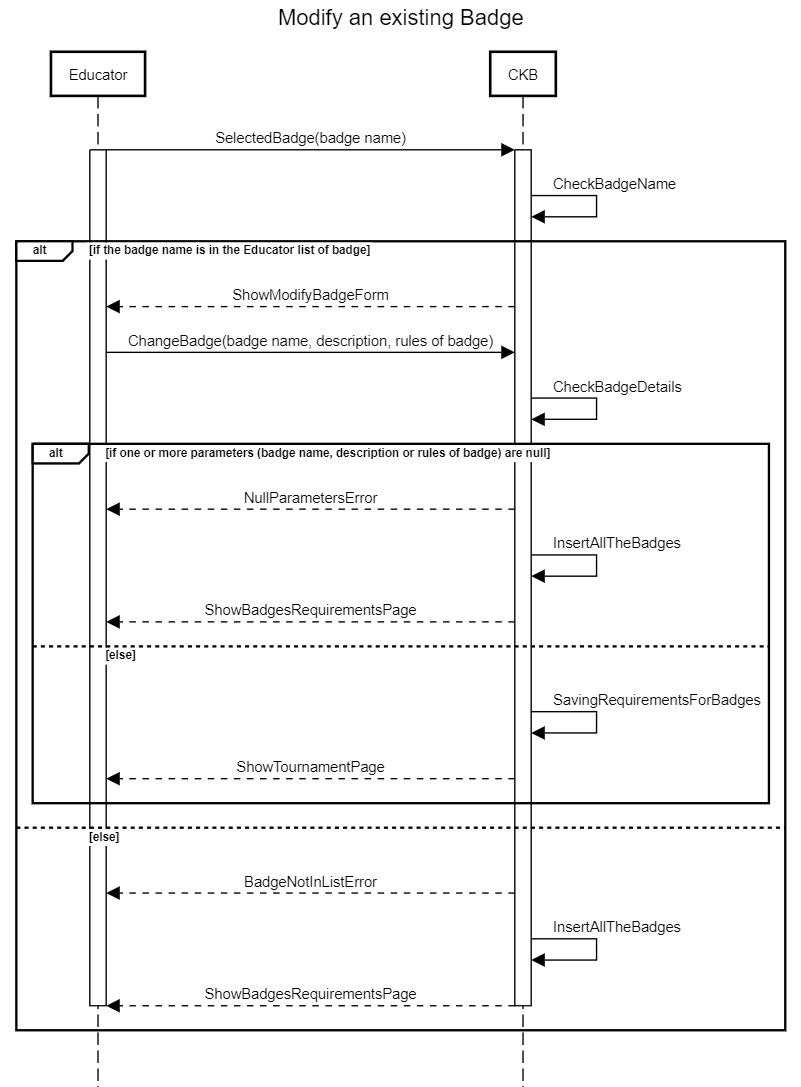 Modify an existing Badge
Educator
CKB
SelectedBadge(badge name)
CheckBadgeName
alt
[if the badge name is in the Educator list of badge]
ShowModifyBadgeForm
ChangeBadge(badge name, description, rules of badge)
CheckBadgeDetails
alt
[if one or more parameters (badge name, description or rules of badge) are null]
NullParametersError
InsertAllTheBadges
ShowBadgesRequirementsPage
[else]
SavingRequirementsForBadges
ShowTournamentPage
[else]
BadgeNotInListError
InsertAllTheBadges
ShowBadgesRequirementsPage